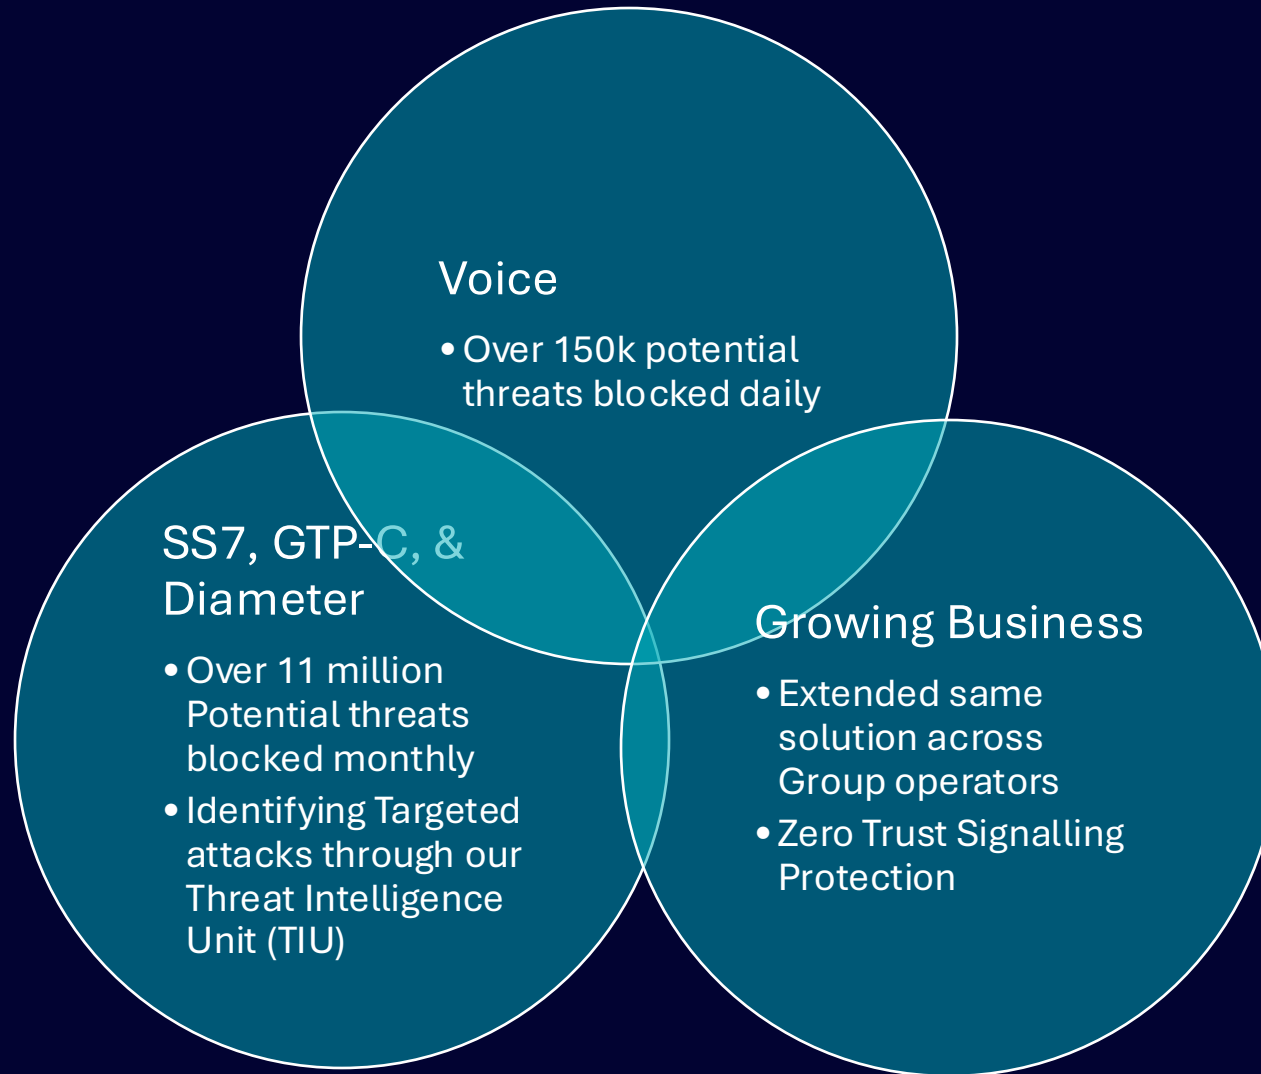 Voice
• Over 150k potential
threats blocked daily
SS7, GTP-C, &
Diameter
• Over 11 million
Potential threats
blocked monthly
• Identifying Targeted
attacks through our
Threat Intelligence
Unit (TIU)
Growing Business
• Extended same
solution across
Group operators
• Zero Trust Signalling
Protection